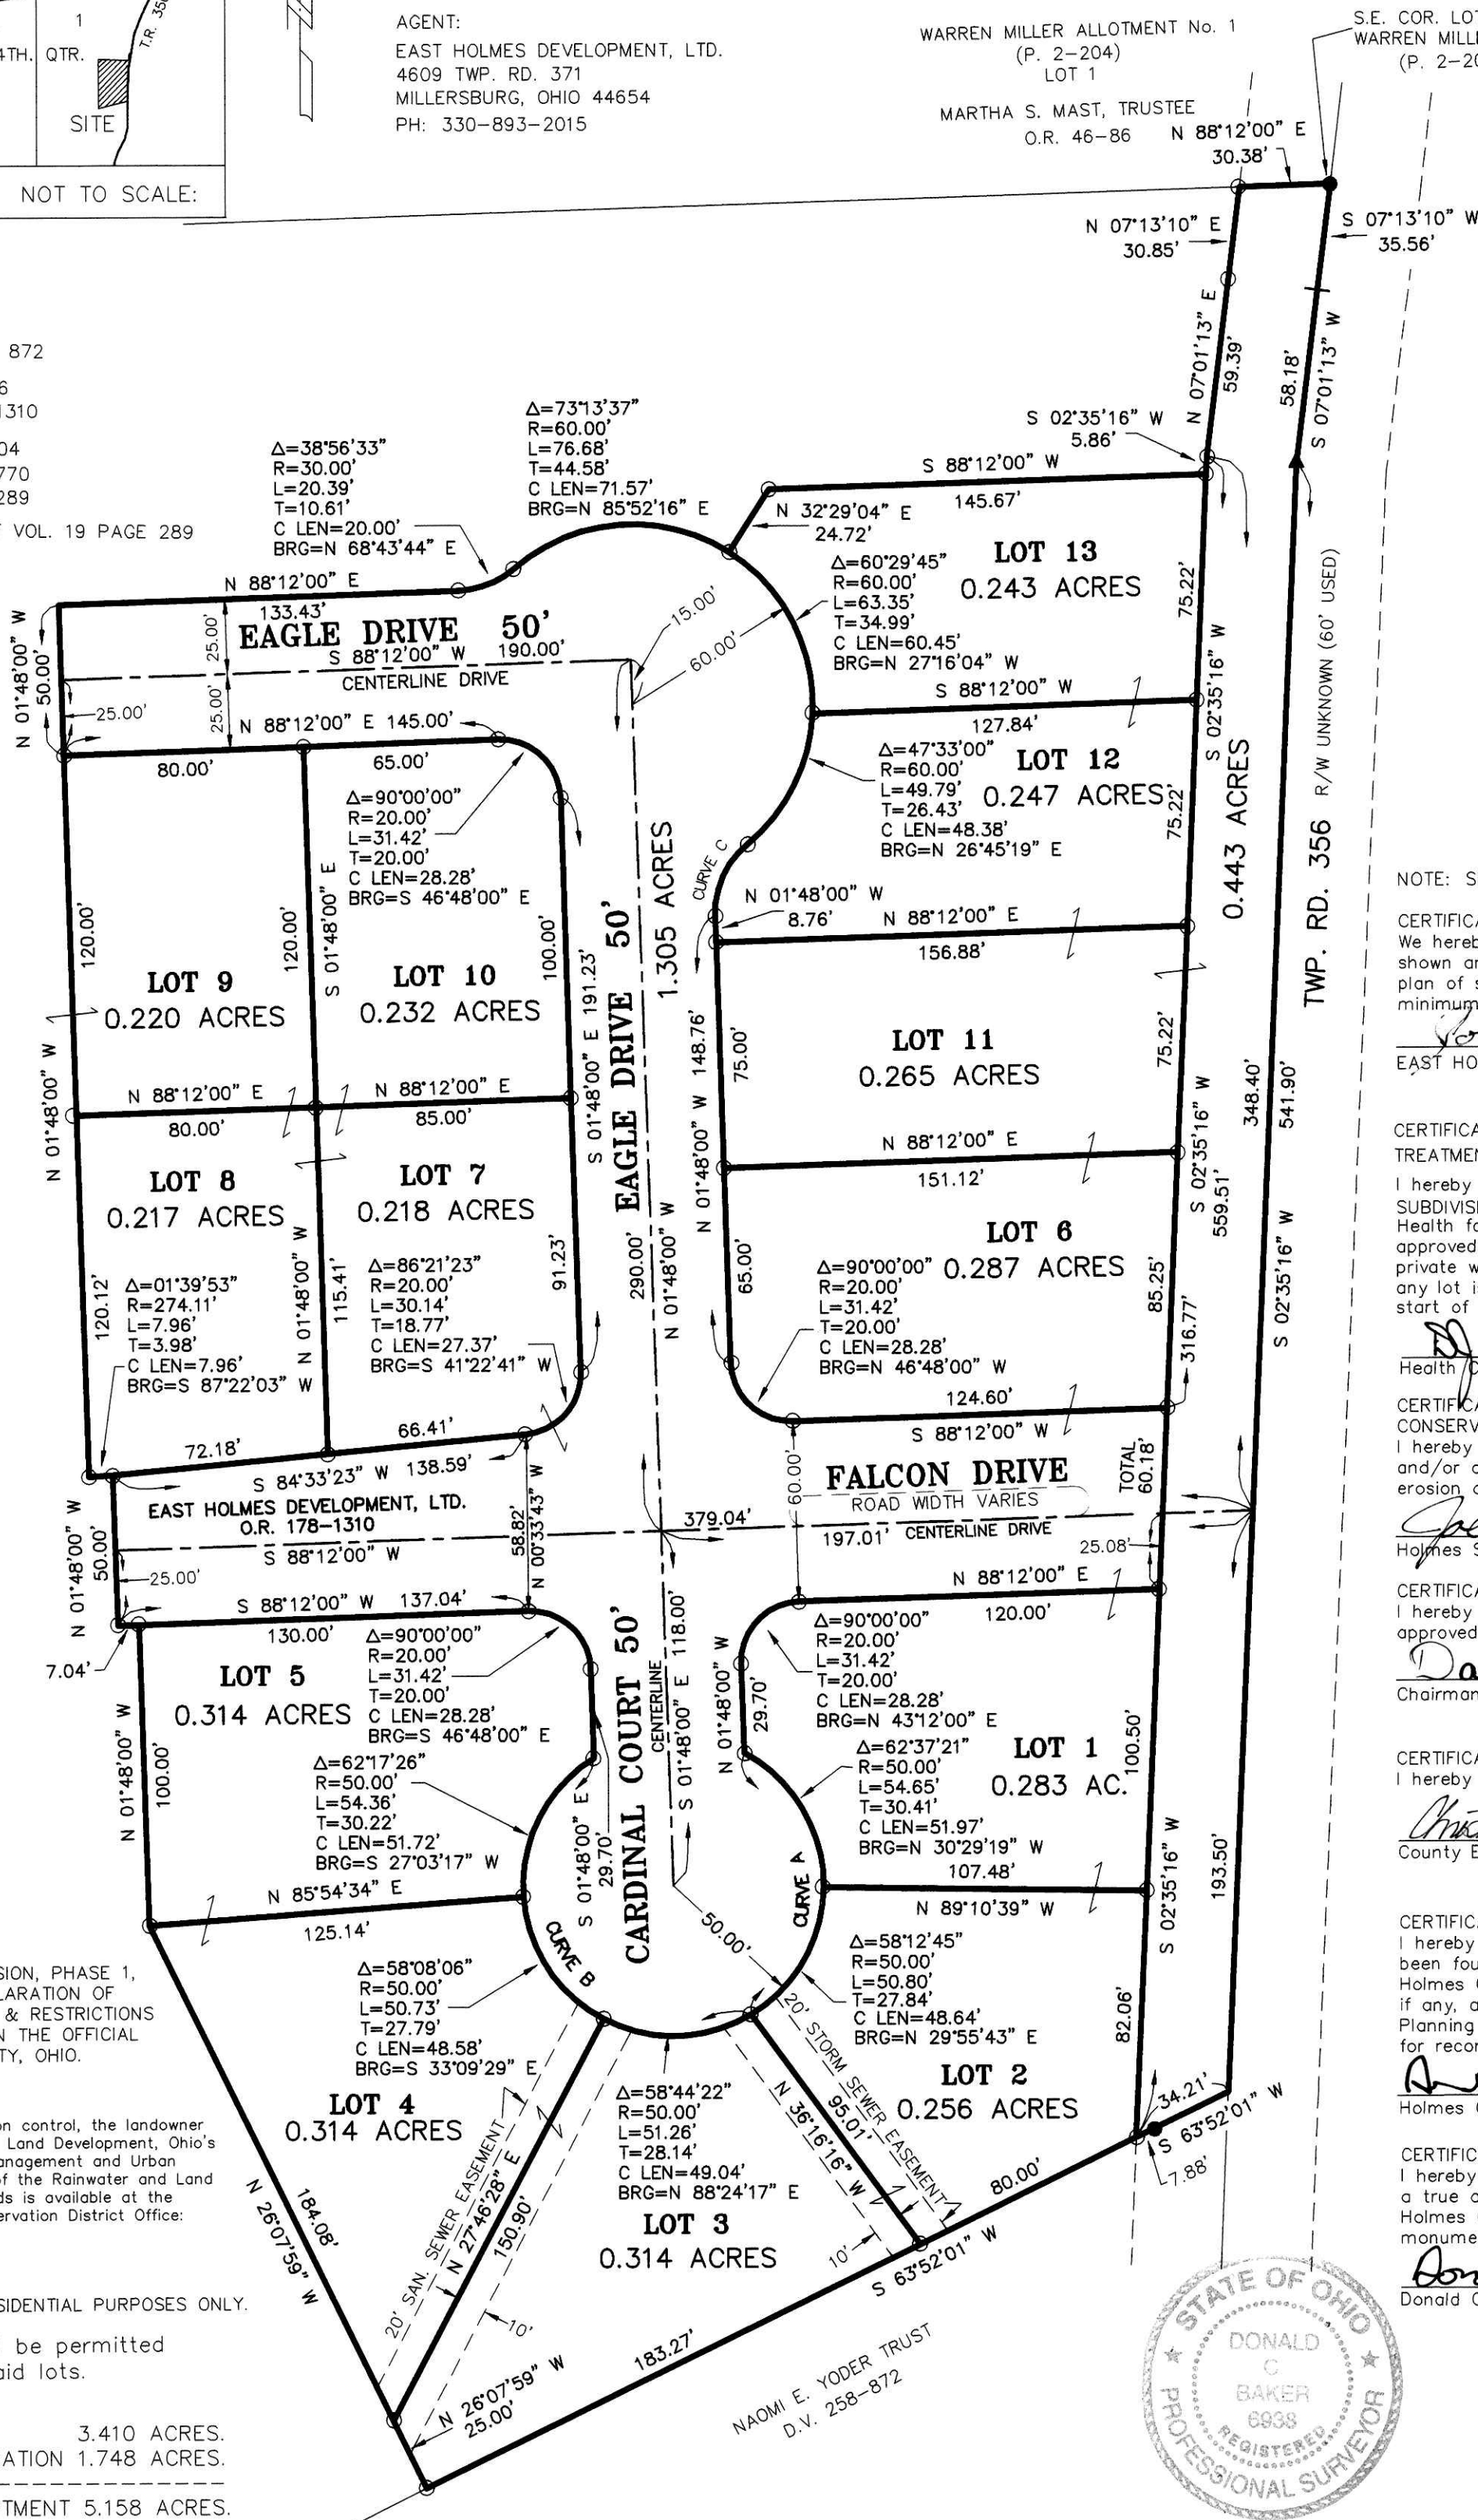 1
4TH. QTR.
T.R. 35
SITE
NOT TO SCALE:
AGENT:
EAST HOLMES DEVELOPMENT, LTD.
4609 TWP. RD. 371
MILLERSBURG, OHIO 44654
PH: 330-893-2015
WARREN MILLER ALLOTMENT No. 1
(P. 2-204)
LOT 1
MARTHA S. MAST, TRUSTEE
O.R. 46-86
S.E. COR. LOT
WARREN MILLE
(P. 2-20
N 88°12'00" E
30.38'
N 07°13'10" E
30.85'
S 07°13'10" W
35.56'
N 07°01'13" E
59.39'
58.18'
S 07°01'13" W
872
6
1310
04
770
289
VOL. 19 PAGE 289
Δ=38°56'33"
R=30.00'
L=20.39'
T=10.61'
C LEN=20.00'
BRG=N 68°43'44" E
Δ=73°13'37"
R=60.00'
L=76.68'
T=44.58'
C LEN=71.57'
BRG=N 85°52'16" E
S 02°35'16" W
5.86'
S 88°12'00" W
145.67'
N 32°29'04" E
24.72'
LOT 13
0.243 ACRES
Δ=60°29'45"
R=60.00'
L=63.35'
T=34.99'
C LEN=60.45'
BRG=N 27°16'04" W
75.22'
N 88°12'00" E
133.43'
N 01°48'00" W
50.00'
25.00'
25.00'
25.00'
EAGLE DRIVE 50'
S 88°12'00" W 190.00'
CENTERLINE DRIVE
15.00'
60.00'
N 88°12'00" E 145.00'
80.00'
65.00'
S 88°12'00" W
127.84'
S 02°35'16" W
Δ=47°33'00"
R=60.00'
L=49.79'
T=26.43'
C LEN=48.38'
BRG=N 26°45'19" E
LOT 12
0.247 ACRES
75.22'
0.443 ACRES
TWP. RD. 356 R/W UNKNOWN (60' USED)
Δ=90°00'00"
R=20.00'
L=31.42'
T=20.00'
C LEN=28.28'
BRG=S 46°48'00" E
CURVE C
N 01°48'00" W
8.76'
N 88°12'00" E
156.88'
120.00'
120.00'
S 01°48'00" E
100.00'
S 01°48'00" E 191.23'
EAGLE DRIVE 50'
1.305 ACRES
LOT 9
0.220 ACRES
LOT 10
0.232 ACRES
LOT 11
0.265 ACRES
N 01°48'00" W 148.76'
75.00'
75.22'
N 01°48'00" W
N 88°12'00" E
80.00'
N 88°12'00" E
85.00'
N 88°12'00" E
151.12'
S 02°35'16" W
559.51'
348.40'
541.90'
S 02°35'16" W
LOT 8
0.217 ACRES
LOT 7
0.218 ACRES
LOT 6
0.287 ACRES
290.00'
N 01°48'00" W
65.00'
85.25'
120.12'
Δ=01°39'53"
R=274.11'
L=7.96'
T=3.98'
C LEN=7.96'
BRG=S 87°22'03" W
N 01°48'00" W
115.41'
Δ=86°21'23"
R=20.00'
L=30.14'
T=18.77'
C LEN=27.37'
BRG=S 41°22'41" W
91.23'
Δ=90°00'00"
R=20.00'
L=31.42'
T=20.00'
C LEN=28.28'
BRG=N 46°48'00" W
316.77'
124.60'
S 88°12'00" W
72.18'
66.41'
S 84°33'23" W 138.59'
EAST HOLMES DEVELOPMENT, LTD.
O.R. 178-1310
S 88°12'00" W
58.82'
N 00°33'43" W
60.00'
FALCON DRIVE
ROAD WIDTH VARIES
TOTAL
60.18'
379.04'
197.01' CENTERLINE DRIVE
25.08'
N 01°48'00" W
50.00'
25.00'
S 88°12'00" W 137.04'
130.00'
7.04'
N 88°12'00" E
120.00'
LOT 5
0.314 ACRES
Δ=90°00'00"
R=20.00'
L=31.42'
T=20.00'
C LEN=28.28'
BRG=S 46°48'00" E
CARDINAL COURT 50'
CENTERLINE
S 01°48'00" E 118.00'
N 01°48'00" W
29.70'
Δ=90°00'00"
R=20.00'
L=31.42'
T=20.00'
C LEN=28.28'
BRG=N 43°12'00" E
N 01°48'00" W
100.00'
Δ=62°17'26"
R=50.00'
L=54.36'
T=30.22'
C LEN=51.72'
BRG=S 27°03'17" W
S 01°48'00" E
29.70'
Δ=62°37'21"
R=50.00'
L=54.65'
T=30.41'
C LEN=51.97'
BRG=N 30°29'19" W
LOT 1
0.283 AC.
100.50'
107.48'
N 89°10'39" W
S 02°35'16" W
193.50'
N 85°54'34" E
125.14'
CURVE B
CURVE A
50.00'
Δ=58°08'06"
R=50.00'
L=50.73'
T=27.79'
C LEN=48.58'
BRG=S 33°09'29" E
Δ=58°12'45"
R=50.00'
L=50.80'
T=27.84'
C LEN=48.64'
BRG=N 29°55'43" E
LOT 2
0.256 ACRES
82.06'
20' STORM SEWER EASEMENT
N 36°16'16" W
95.01'
34.21'
S 63°52'01" W
7.88'
80.00'
LOT 4
0.314 ACRES
Δ=58°44'22"
R=50.00'
L=51.26'
T=28.14'
C LEN=49.04'
BRG=N 88°24'17" E
LOT 3
0.314 ACRES
20' SAN. SEWER EASEMENT
N 27°46'28" E
150.90'
184.08'
N 26°07'59" W
10'
10'
S 63°52'01" W
183.27'
N 26°07'59" W
25.00'
NAOMI E. YODER TRUST
D.V. 258-872
SION, PHASE 1,
LARATION OF
& RESTRICTIONS
N THE OFFICIAL
TY, OHIO.
on control, the landowner
Land Development, Ohio's
anagement and Urban
of the Rainwater and Land
ds is available at the
ervation District Office:
SIDENTIAL PURPOSES ONLY.
be permitted
aid lots.
3.410 ACRES.
ATION 1.748 ACRES.
TMENT 5.158 ACRES.
NOTE: S
CERTIFICA
We hereb
shown ar
plan of s
minimum
EAST HO
CERTIFICA
TREATMEN
I hereby
SUBDIVISI
Health fo
approved
private w
any lot i
start of
Health C
CERTIFICA
CONSERV
I hereby
and/or c
erosion c
Holmes S
CERTIFICA
I hereby
approved
Chairman
CERTIFICA
I hereby
County E
CERTIFICA
I hereby
been fou
Holmes C
if any, a
Planning
for recor
Holmes C
CERTIFIC
I hereby
a true a
Holmes
monume
Donald C
STATE OF OHIO
DONALD
C
BAKER
6938
REGISTERED
PROFESSIONAL SURVEYOR